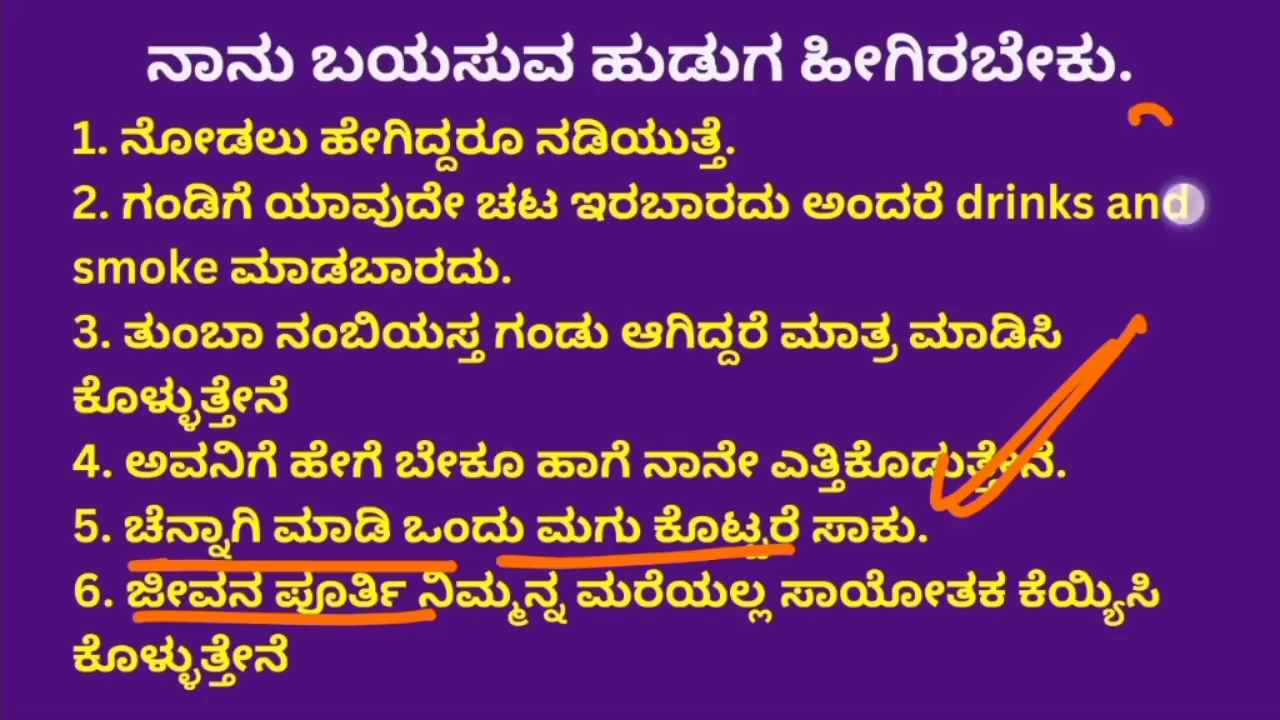 ನಾನು ಬಯಸುವ ಹುಡುಗ ಹೀಗಿರಬೇಕು.
1. ನೋಡಲು ಹೇಗಿದ್ದರೂ ನಡಿಯುತ್ತೆ.
2. ಗಂಡಿಗೆ ಯಾವುದೇ ಚಟ ಇರಬಾರದು ಅಂದರೆ drinks and
smoke ಮಾಡಬಾರದು.
3. ತುಂಬಾ ನಂಬಿಯಸ್ತ ಗಂಡು ಆಗಿದ್ದರೆ ಮಾತ್ರ ಮಾಡಿಸಿ
ಕೊಳ್ಳುತ್ತೇನೆ
4. ಅವನಿಗೆ ಹೇಗೆ ಬೇಕೂ ಹಾಗೆ ನಾನೇ ಎತ್ತಿಕೊಡುತ್ತೇನೆ.
5. ಚೆನ್ನಾಗಿ ಮಾಡಿ ಒಂದು ಮಗು ಕೊಟ್ಟರೆ ಸಾಕು.
6. ಜೀವನ ಪೂರ್ತಿ ನಿಮ್ಮನ್ನ ಮರೆಯಲ್ಲ ಸಾಯೋತಕ ಕೆಯ್ಯಿಸಿ
ಕೊಳ್ಳುತ್ತೇನೆ